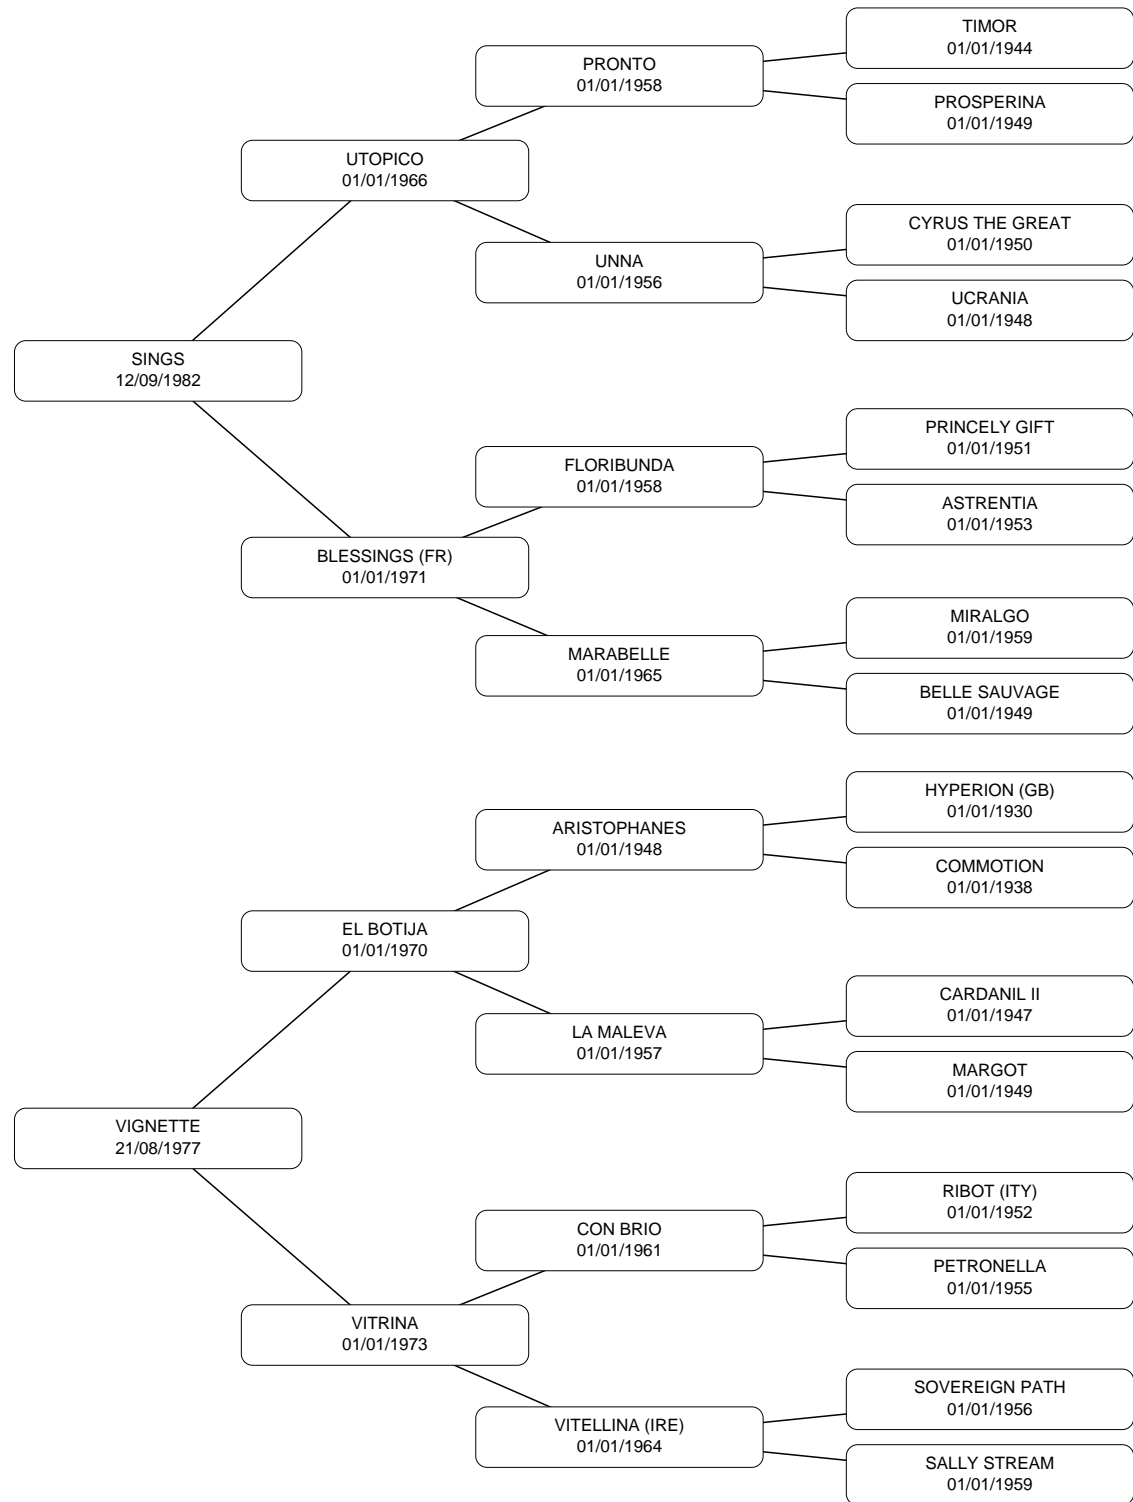 TIMOR
01/01/1944
PRONTO
01/01/1958
PROSPERINA
01/01/1949
UTOPICO
01/01/1966
CYRUS THE GREAT
01/01/1950
UNNA
01/01/1956
UCRANIA
01/01/1948
SINGS
12/09/1982
PRINCELY GIFT
01/01/1951
FLORIBUNDA
01/01/1958
ASTRENTIA
01/01/1953
BLESSINGS (FR)
01/01/1971
MIRALGO
01/01/1959
MARABELLE
01/01/1965
BELLE SAUVAGE
01/01/1949
HYPERION (GB)
01/01/1930
ARISTOPHANES
01/01/1948
COMMOTION
01/01/1938
EL BOTIJA
01/01/1970
CARDANIL II
01/01/1947
LA MALEVA
01/01/1957
MARGOT
01/01/1949
VIGNETTE
21/08/1977
RIBOT (ITY)
01/01/1952
CON BRIO
01/01/1961
PETRONELLA
01/01/1955
VITRINA
01/01/1973
SOVEREIGN PATH
01/01/1956
VITELLINA (IRE)
01/01/1964
SALLY STREAM
01/01/1959